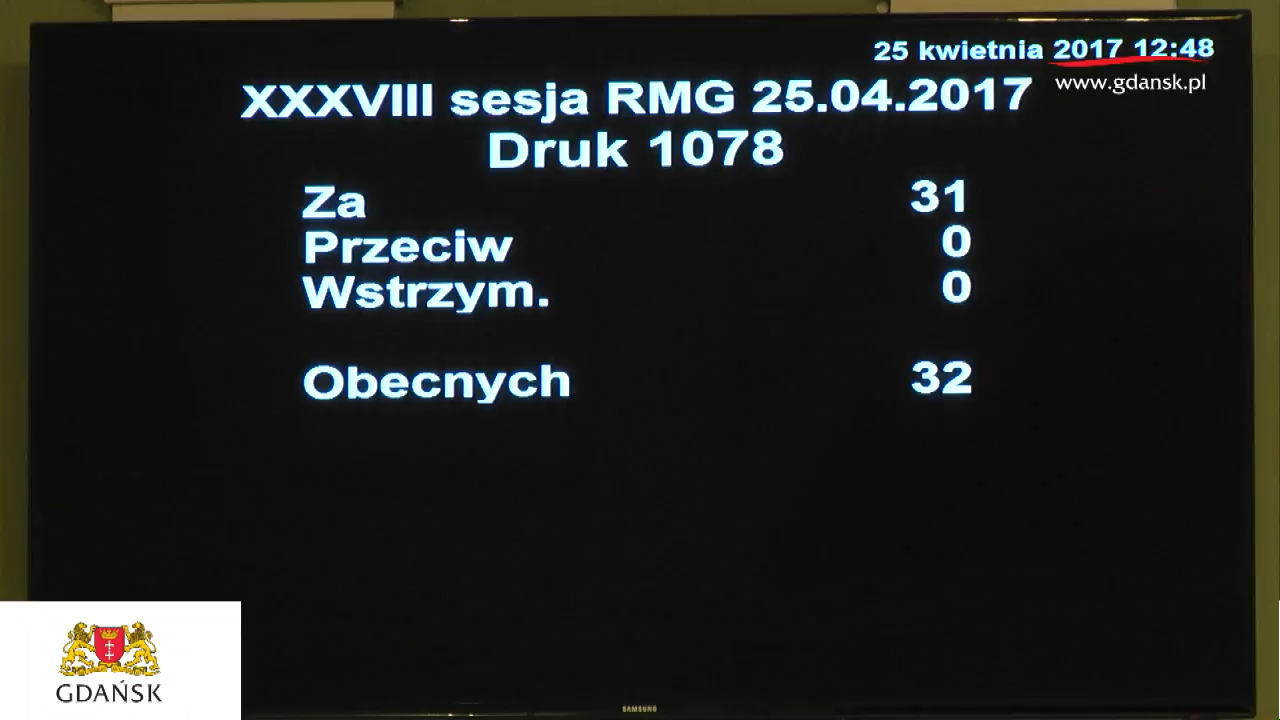 25 kwietnia 2017 12:48
www.gdansk.pl
XXXVIII sesja RMG 25.04.2017
Druk 1078
Za 31
Przeciw 0
Wstrzym. 0
Obecnych 32
GDAŃSK
SAMSUNG